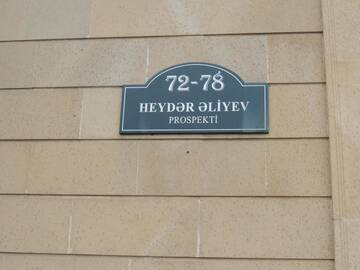 72-78
HEYDƏR ƏLİYEV
PROSPEKTİ